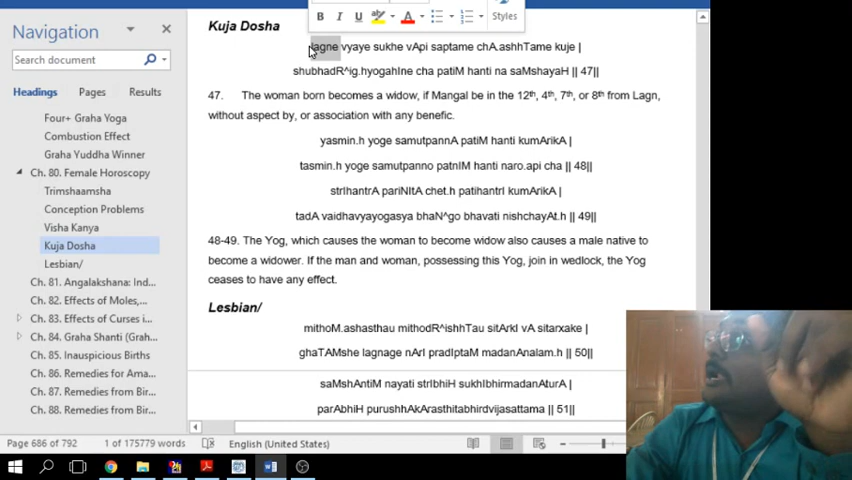 Navigation
Search document
Headings Pages Results
Four+ Graha Yoga
Combustion Effect
Graha Yuddha Winner
Ch. 80. Female Horoscopy
Trimshaamsha
Conception Problems
Visha Kanya
Kuja Dosha
Lesbian/
Ch. 81. Angalakshana: Ind...
Ch. 82. Effects of Moles,...
Ch. 83. Effects of Curses i...
Ch. 84. Graha Shanti (Grah...
Ch. 85. Inauspicious Births
Ch. 86. Remedies for Ama...
Ch. 87. Remedies from Bir...
Ch. 88. Remedies from Bir...
B I U ab A Styles
Kuja Dosha
lagne vyaye sukhe vApi saptame chA.ashhTame kuje |
shubhadR^ig.hyogahIne cha patiM hanti na saMshayaH || 47||
47. The woman born becomes a widow, if Mangal be in the 12th, 4th, 7th, or 8th from Lagn,
without aspect by, or association with any benefic.
yasmin.h yoge samutpannA patiM hanti kumArikA |
tasmin.h yoge samutpanno patnIM hanti naro.api cha || 48||
strIhantrA pariNItA chet.h patihantrI kumArikA |
tadA vaidhavyayogasya bhaN^go bhavati nishchayAt.h || 49||
48-49. The Yog, which causes the woman to become widow also causes a male native to
become a widower. If the man and woman, possessing this Yog, join in wedlock, the Yog
ceases to have any effect.
Lesbian/
mithoM.ashasthau mithodR^ishhTau sitArkI vA sitarxake |
ghaTAMshe lagnage nArI pradIptaM madanAnalam.h || 50||
saMshAntiM nayati strIbhiH sukhIbhirmadanAturA |
parAbhiH purushhAkArasthitabhirdvijasattama || 51||
Page 686 of 792 1 of 175779 words English (United States)